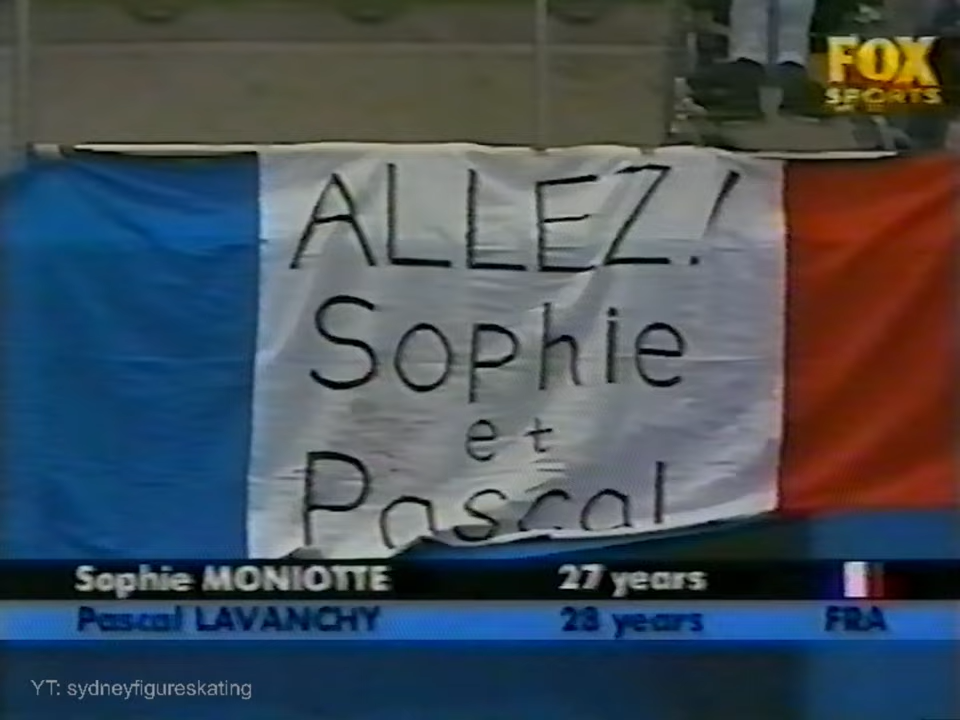 FOX
SPORTS
ALLEZ!
Sophie
et
Pascal
Sophie MONIOTTE 27 years
Pascal LAVANCHY 28 years FRA
YT: sydneyfigureskating